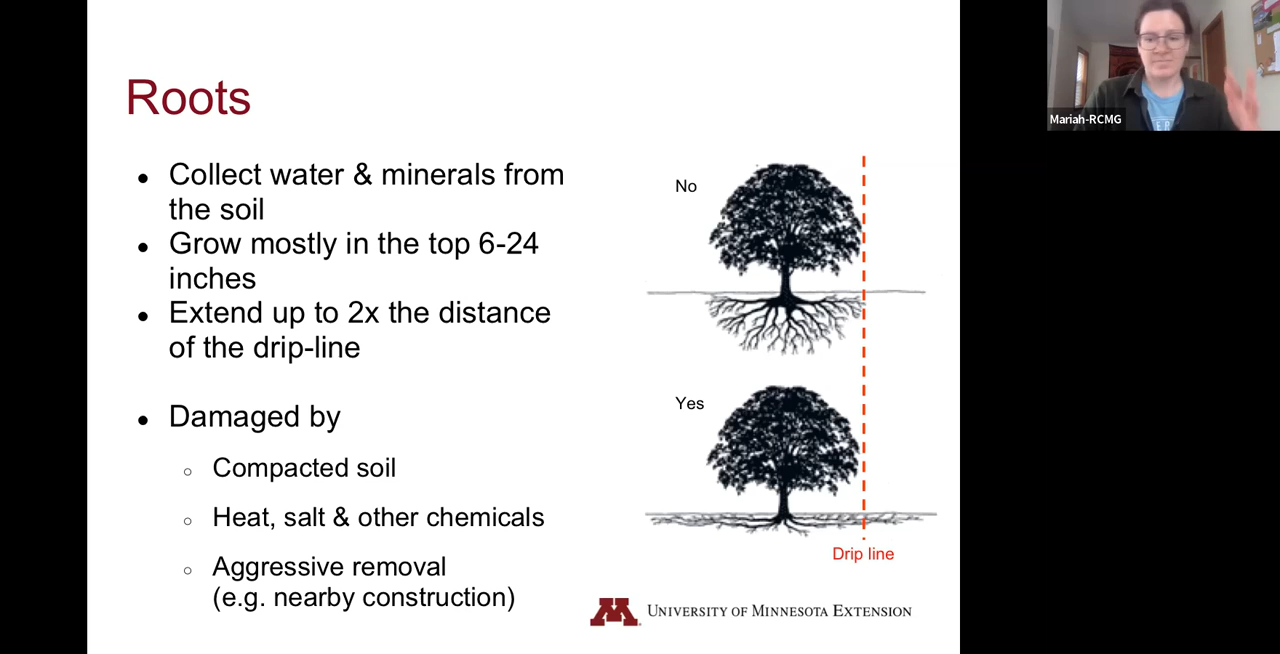 Roots
Collect water & minerals from
the soil
Grow mostly in the top 6-24
inches
Extend up to 2x the distance
of the drip-line
Damaged by
Compacted soil
Heat, salt & other chemicals
Aggressive removal
(e.g. nearby construction)
No
Yes
Drip line
UNIVERSITY OF MINNESOTA EXTENSION
Mariah-RCMG